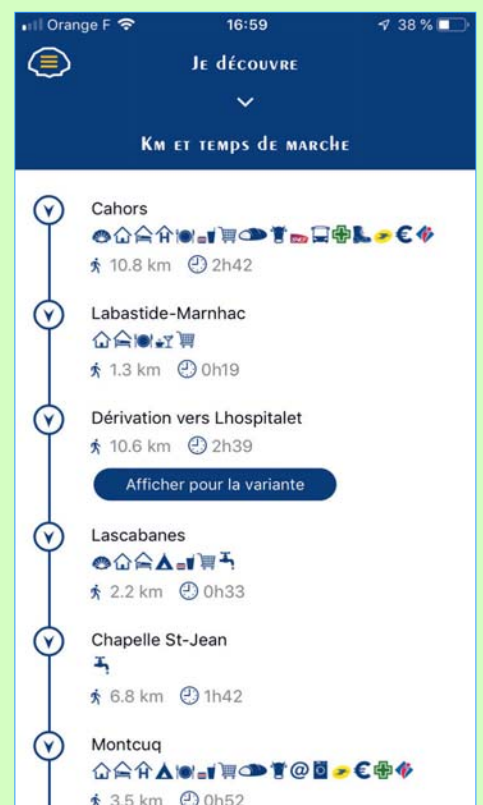 Orange F 16:59 38 %
Je découvre
Km et temps de marche
Cahors
10.8 km 2h42
Labastide-Marnhac
1.3 km 0h19
Dérivation vers Lhospitalet
10.6 km 2h39
Afficher pour la variante
Lascabanes
2.2 km 0h33
Chapelle St-Jean
6.8 km 1h42
Montcuq
@ €
3.5 km 0h52